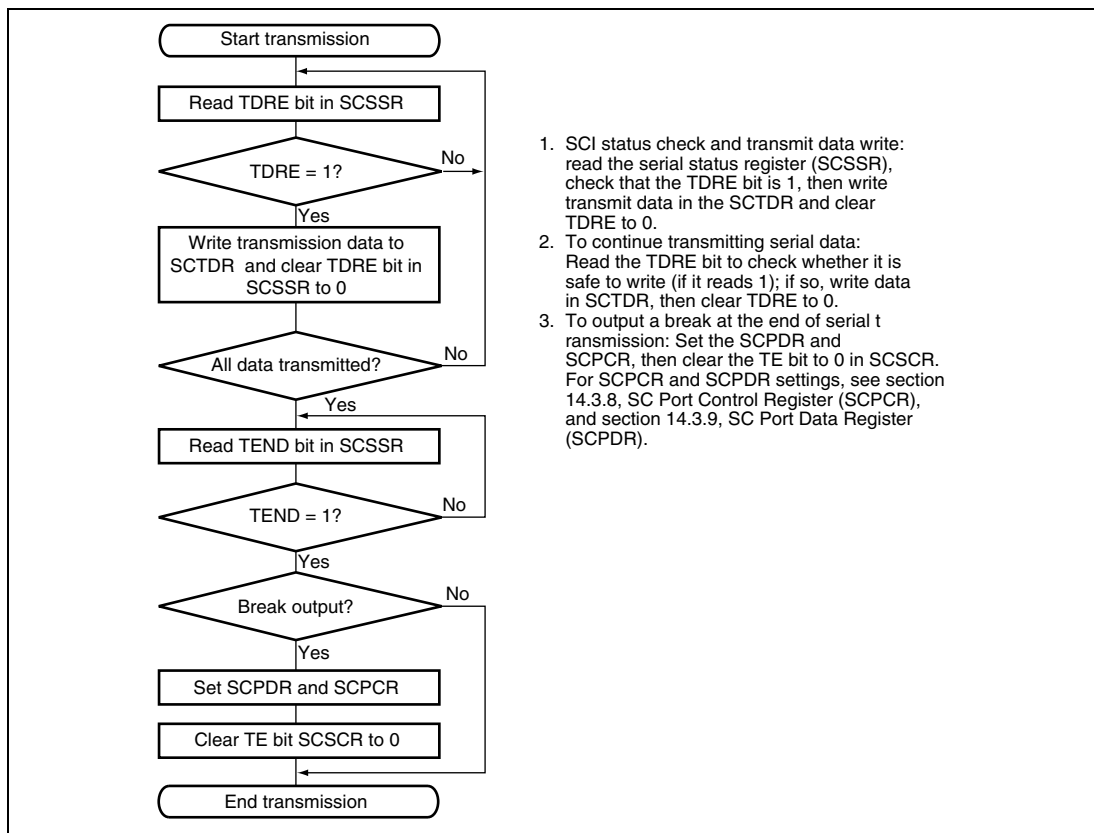 Start transmission
Read TDRE bit in SCSSR
TDRE = 1?
No
Yes
Write transmission data to
SCTDR and clear TDRE bit in
SCSSR to 0
All data transmitted?
No
Yes
Read TEND bit in SCSSR
TEND = 1?
No
Yes
Break output?
No
Yes
Set SCPDR and SCPCR
Clear TE bit SCSCR to 0
End transmission
1. SCI status check and transmit data write:
read the serial status register (SCSSR),
check that the TDRE bit is 1, then write
transmit data in the SCTDR and clear
TDRE to 0.
2. To continue transmitting serial data:
Read the TDRE bit to check whether it is
safe to write (if it reads 1); if so, write data
in SCTDR, then clear TDRE to 0.
3. To output a break at the end of serial t
ransmission: Set the SCPDR and
SCPCR, then clear the TE bit to 0 in SCSCR.
For SCPCR and SCPDR settings, see section
14.3.8, SC Port Control Register (SCPCR),
and section 14.3.9, SC Port Data Register
(SCPDR).